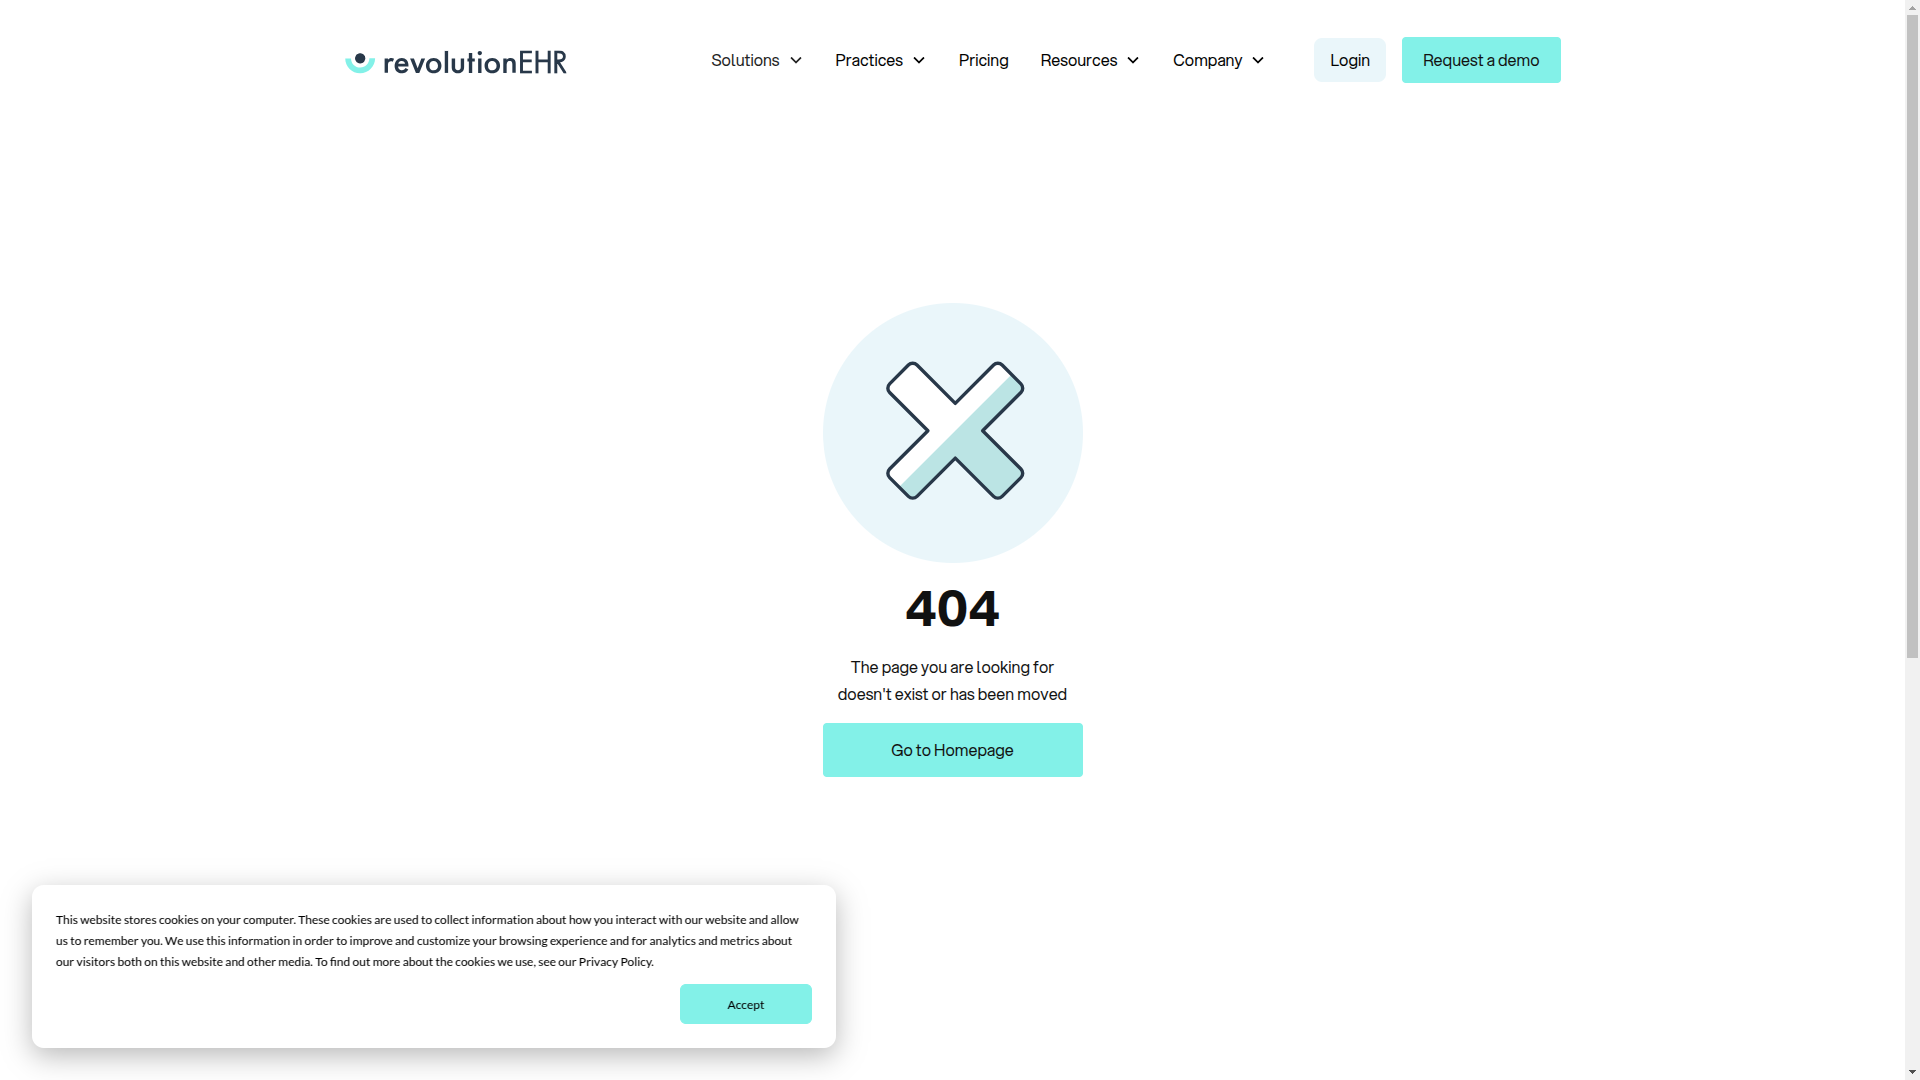 revolutionEHR
Solutions
Practices
Pricing
Resources
Company
Login
Request a demo
404
The page you are looking for
doesn't exist or has been moved
Go to Homepage
This website stores cookies on your computer. These cookies are used to collect information about how you interact with our website and allow
us to remember you. We use this information in order to improve and customize your browsing experience and for analytics and metrics about
our visitors both on this website and other media. To find out more about the cookies we use, see our Privacy Policy.
Accept